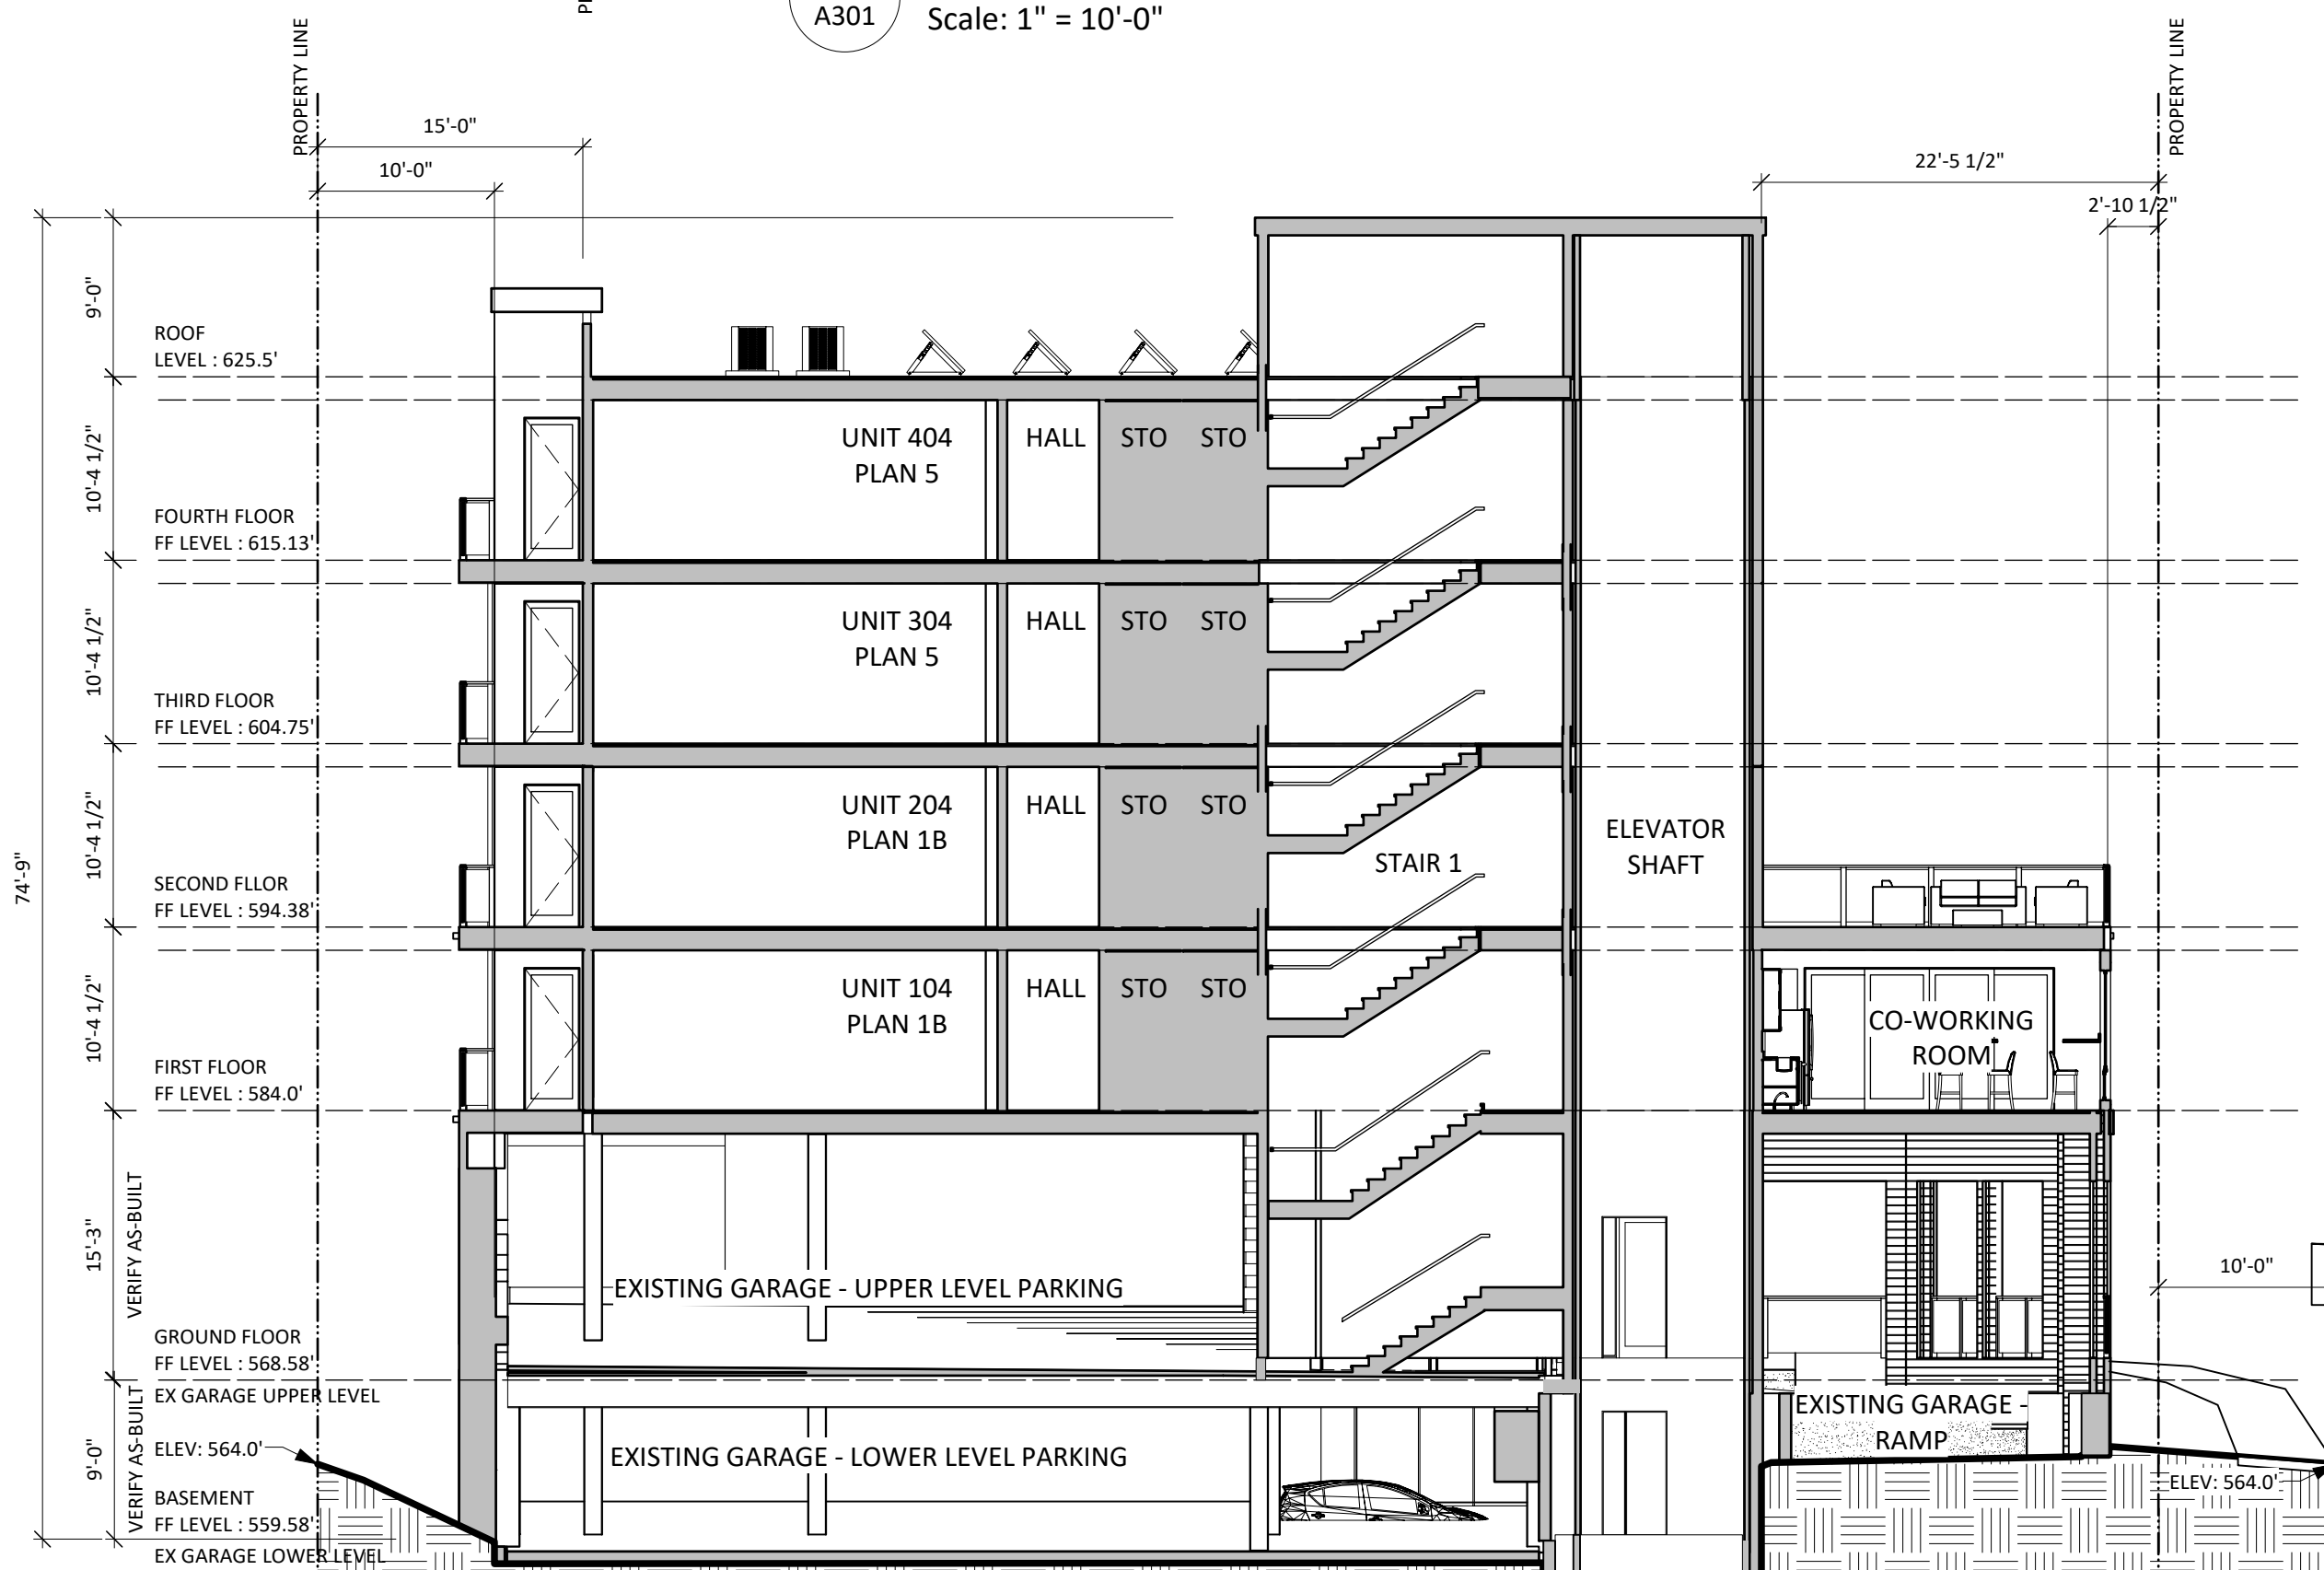 A301
Scale: 1" = 10'-0"
PROPERTY LINE
PROPERTY LINE
15'-0"
10'-0"
22'-5 1/2"
2'-10 1/2"
74'-9"
9'-0"
10'-4 1/2"
10'-4 1/2"
10'-4 1/2"
10'-4 1/2"
15'-3"
VERIFY AS-BUILT
9'-0"
VERIFY AS-BUILT
ROOF
LEVEL : 625.5'
FOURTH FLOOR
FF LEVEL : 615.13'
THIRD FLOOR
FF LEVEL : 604.75'
SECOND FLLOR
FF LEVEL : 594.38'
FIRST FLOOR
FF LEVEL : 584.0'
GROUND FLOOR
FF LEVEL : 568.58'
EX GARAGE UPPER LEVEL
ELEV: 564.0'
BASEMENT
FF LEVEL : 559.58'
EX GARAGE LOWER LEVEL
UNIT 404
PLAN 5
HALL
STO
STO
UNIT 304
PLAN 5
HALL
STO
STO
UNIT 204
PLAN 1B
HALL
STO
STO
STAIR 1
ELEVATOR
SHAFT
UNIT 104
PLAN 1B
HALL
STO
STO
CO-WORKING
ROOM
EXISTING GARAGE - UPPER LEVEL PARKING
10'-0"
EXISTING GARAGE - LOWER LEVEL PARKING
EXISTING GARAGE -
RAMP
ELEV: 564.0'